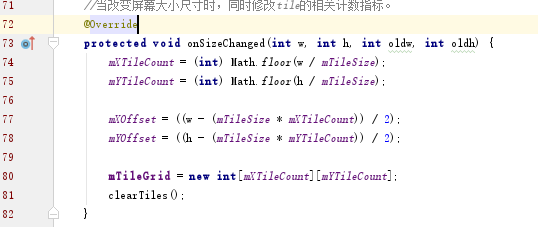 71 //当改变屏幕大小尺寸时，同时修改tile的相关计数指标。
72 @Override
73 protected void onSizeChanged(int w, int h, int oldw, int oldh) {
74 mXTileCount = (int) Math.floor(w / mTileSize);
75 mYTileCount = (int) Math.floor(h / mTileSize);
76
77 mXOffset = ((w - (mTileSize * mXTileCount)) / 2);
78 mYOffset = ((h - (mTileSize * mYTileCount)) / 2);
79
80 mTileGrid = new int[mXTileCount][mYTileCount];
81 clearTiles();
82 }